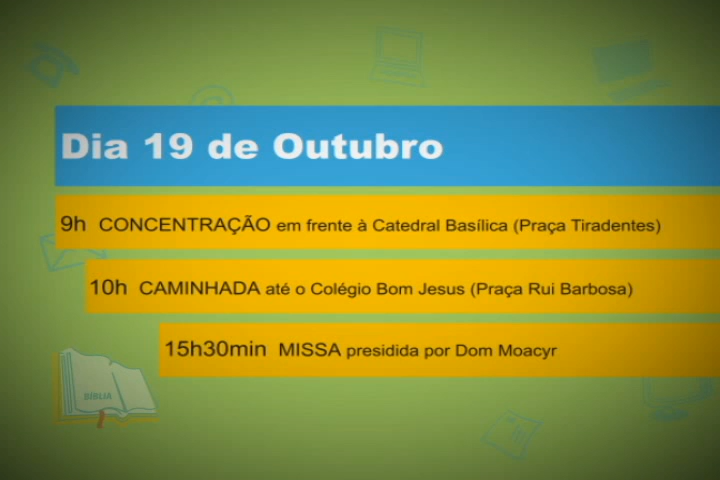 Dia 19 de Outubro
9h CONCENTRAÇÃO em frente à Catedral Basílica (Praça Tiradentes)
10h CAMINHADA até o Colégio Bom Jesus (Praça Rui Barbosa)
15h30min MISSA presidida por Dom Moacyr
BÍBLIA